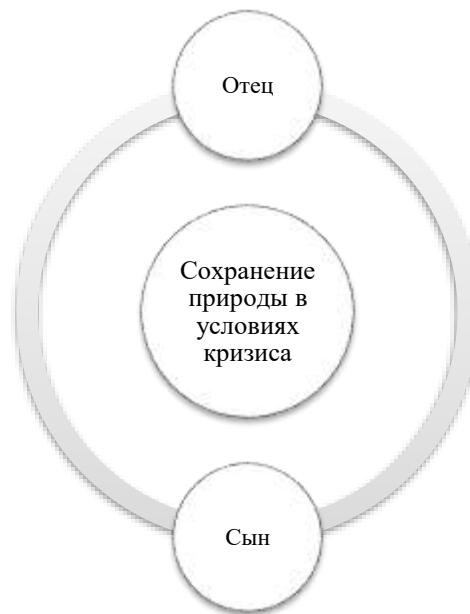 Отец
Сохранение
природы в
условиях
кризиса
Сын